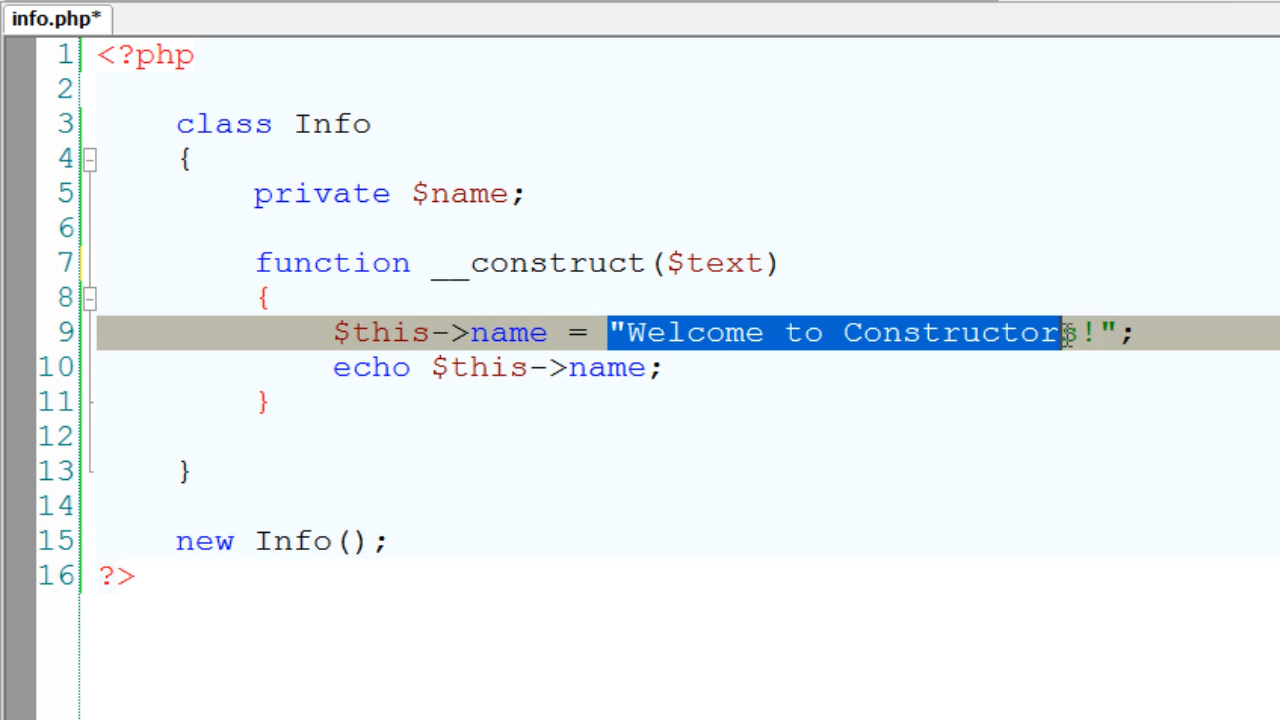 info.php*
1 <?php
2
3 class Info
4 {
5 private $name;
6
7 function __construct($text)
8 {
9 $this->name = "Welcome to Constructors!";
10 echo $this->name;
11 }
12
13 }
14
15 new Info();
16 ?>